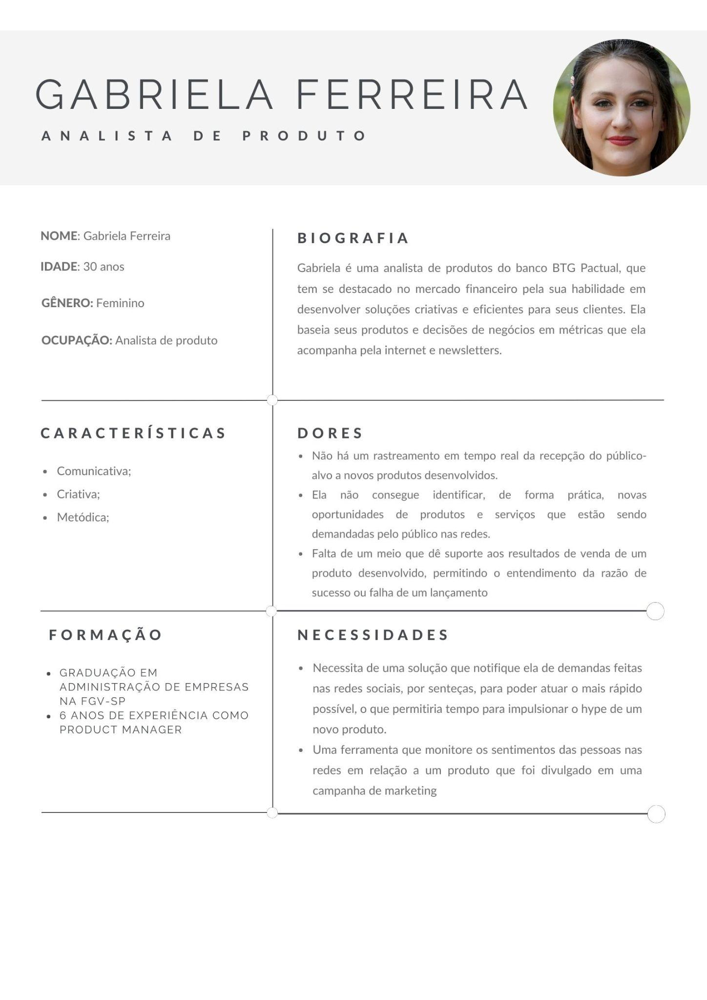 GABRIELA FERREIRA
ANALISTA DE PRODUTO
NOME: Gabriela Ferreira
IDADE: 30 anos
GÊNERO: Feminino
OCUPAÇÃO: Analista de produto
BIOGRAFIA
Gabriela é uma analista de produtos do banco BTG Pactual, que
tem se destacado no mercado financeiro pela sua habilidade em
desenvolver soluções criativas e eficientes para seus clientes. Ela
baseia seus produtos e decisões de negócios em métricas que ela
acompanha pela internet e newsletters.
CARACTERÍSTICAS
• Comunicativa;
• Criativa;
• Metódica;
DORES
• Não há um rastreamento em tempo real da recepção do público-
alvo a novos produtos desenvolvidos.
• Ela não consegue identificar, de forma prática, novas
oportunidades de produtos e serviços que estão sendo
demandadas pelo público nas redes.
• Falta de um meio que dê suporte aos resultados de venda de um
produto desenvolvido, permitindo o entendimento da razão de
sucesso ou falha de um lançamento
FORMAÇÃO
• GRADUAÇÃO EM
ADMINISTRAÇÃO DE EMPRESAS
NA FGV-SP
• 6 ANOS DE EXPERIÊNCIA COMO
PRODUCT MANAGER
NECESSIDADES
• Necessita de uma solução que notifique ela de demandas feitas
nas redes sociais, por senteças, para poder atuar o mais rápido
possível, o que permitiria tempo para impulsionar o hype de um
novo produto.
• Uma ferramenta que monitore os sentimentos das pessoas nas
redes em relação a um produto que foi divulgado em uma
campanha de marketing